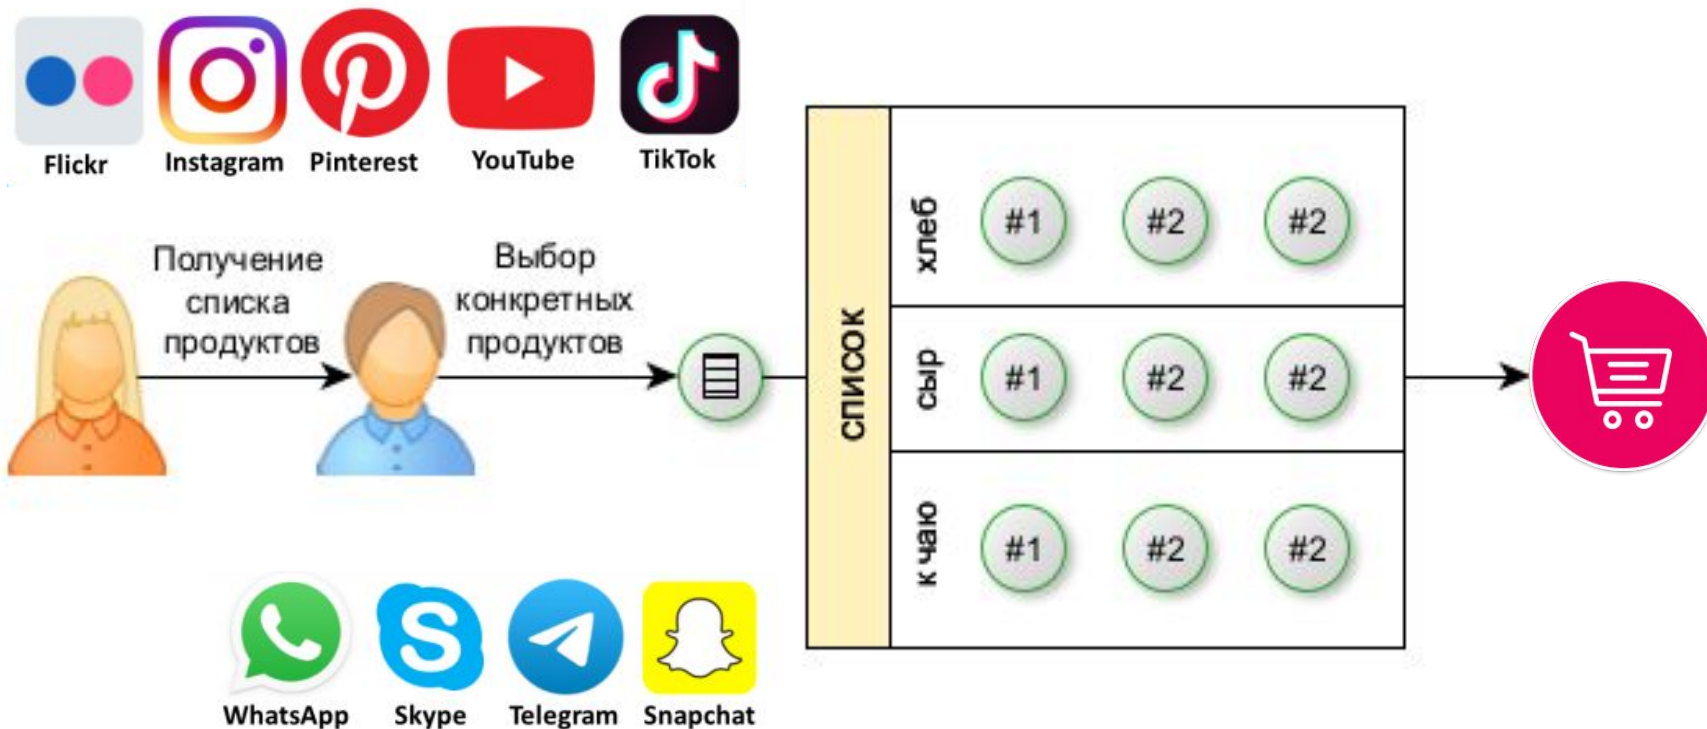 Flickr
Instagram
Pinterest
YouTube
TikTok
Получение
списка
продуктов
Выбор
конкретных
продуктов
список
хлеб
#1
#2
#2
сыр
#1
#2
#2
к чаю
#1
#2
#2
WhatsApp
Skype
Telegram
Snapchat